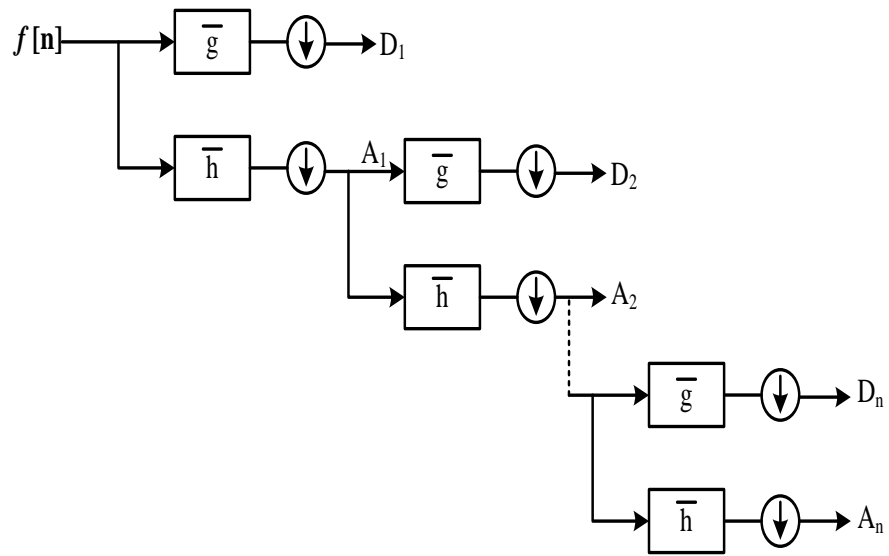 f [n]
g̅
D₁
h̅
A₁
g̅
D₂
h̅
A₂
g̅
Dₙ
h̅
Aₙ